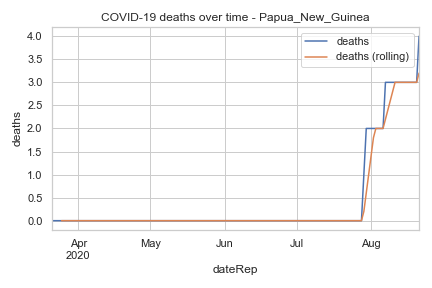 COVID-19 deaths over time - Papua_New_Guinea
deaths
deaths (rolling)
4.0
3.5
3.0
2.5
2.0
1.5
1.0
0.5
0.0
deaths
Apr
2020
May
Jun
Jul
Aug
dateRep